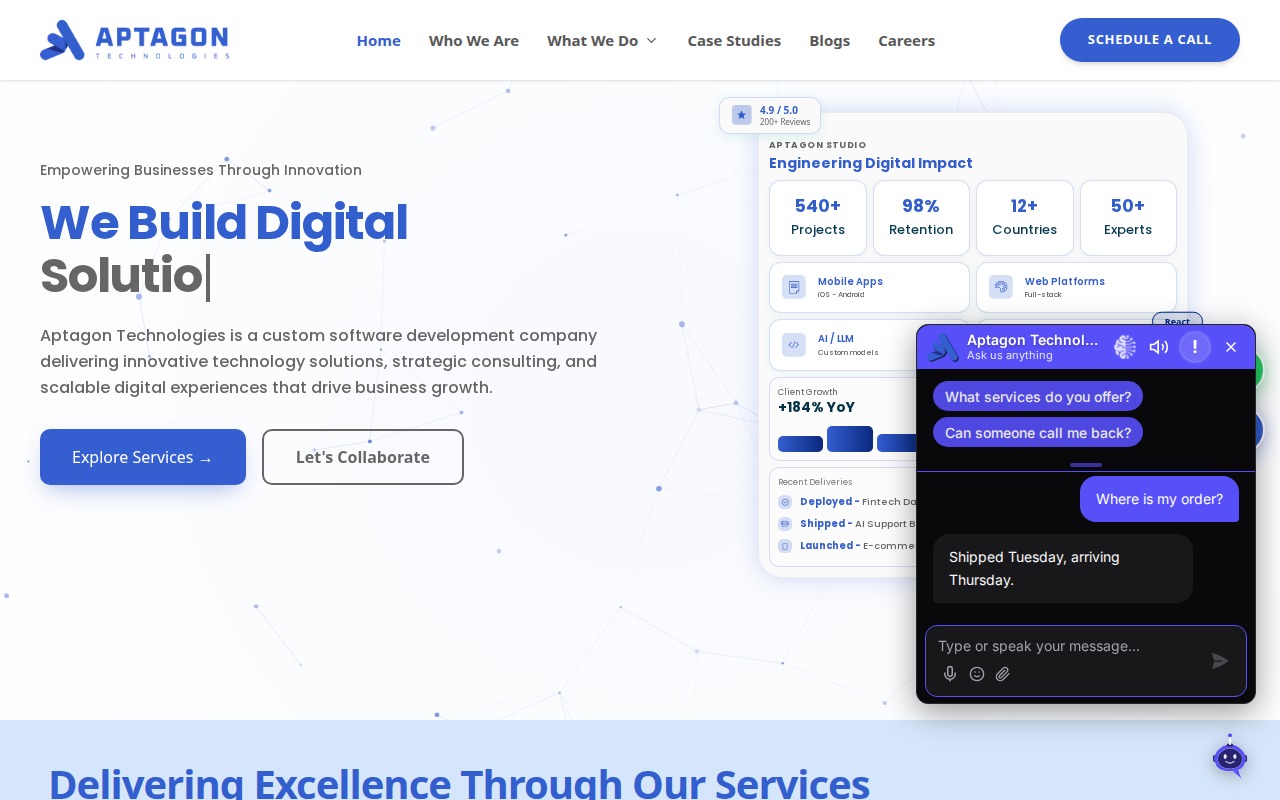 APTAGON
TECHNOLOGIES
Home
Who We Are
What We Do
Case Studies
Blogs
Careers
SCHEDULE A CALL
Empowering Businesses Through Innovation
We Build Digital
Solutio
Aptagon Technologies is a custom software development company
delivering innovative technology solutions, strategic consulting, and
scalable digital experiences that drive business growth.
Explore Services →
Let's Collaborate
4.9 / 5.0
200+ Reviews
APTAGON STUDIO
Engineering Digital Impact
540+
Projects
98%
Retention
12+
Countries
50+
Experts
Mobile Apps
iOS - Android
Web Platforms
Full-stack
AI / LLM
Custom models
React
Client Growth
+184% YoY
Recent Deliveries
Deployed - Fintech Da
Shipped - AI Support B
Launched - E-comme
Aptagon Technol...
Ask us anything
What services do you offer?
Can someone call me back?
Where is my order?
Shipped Tuesday, arriving
Thursday.
Type or speak your message...
Delivering Excellence Through Our Services